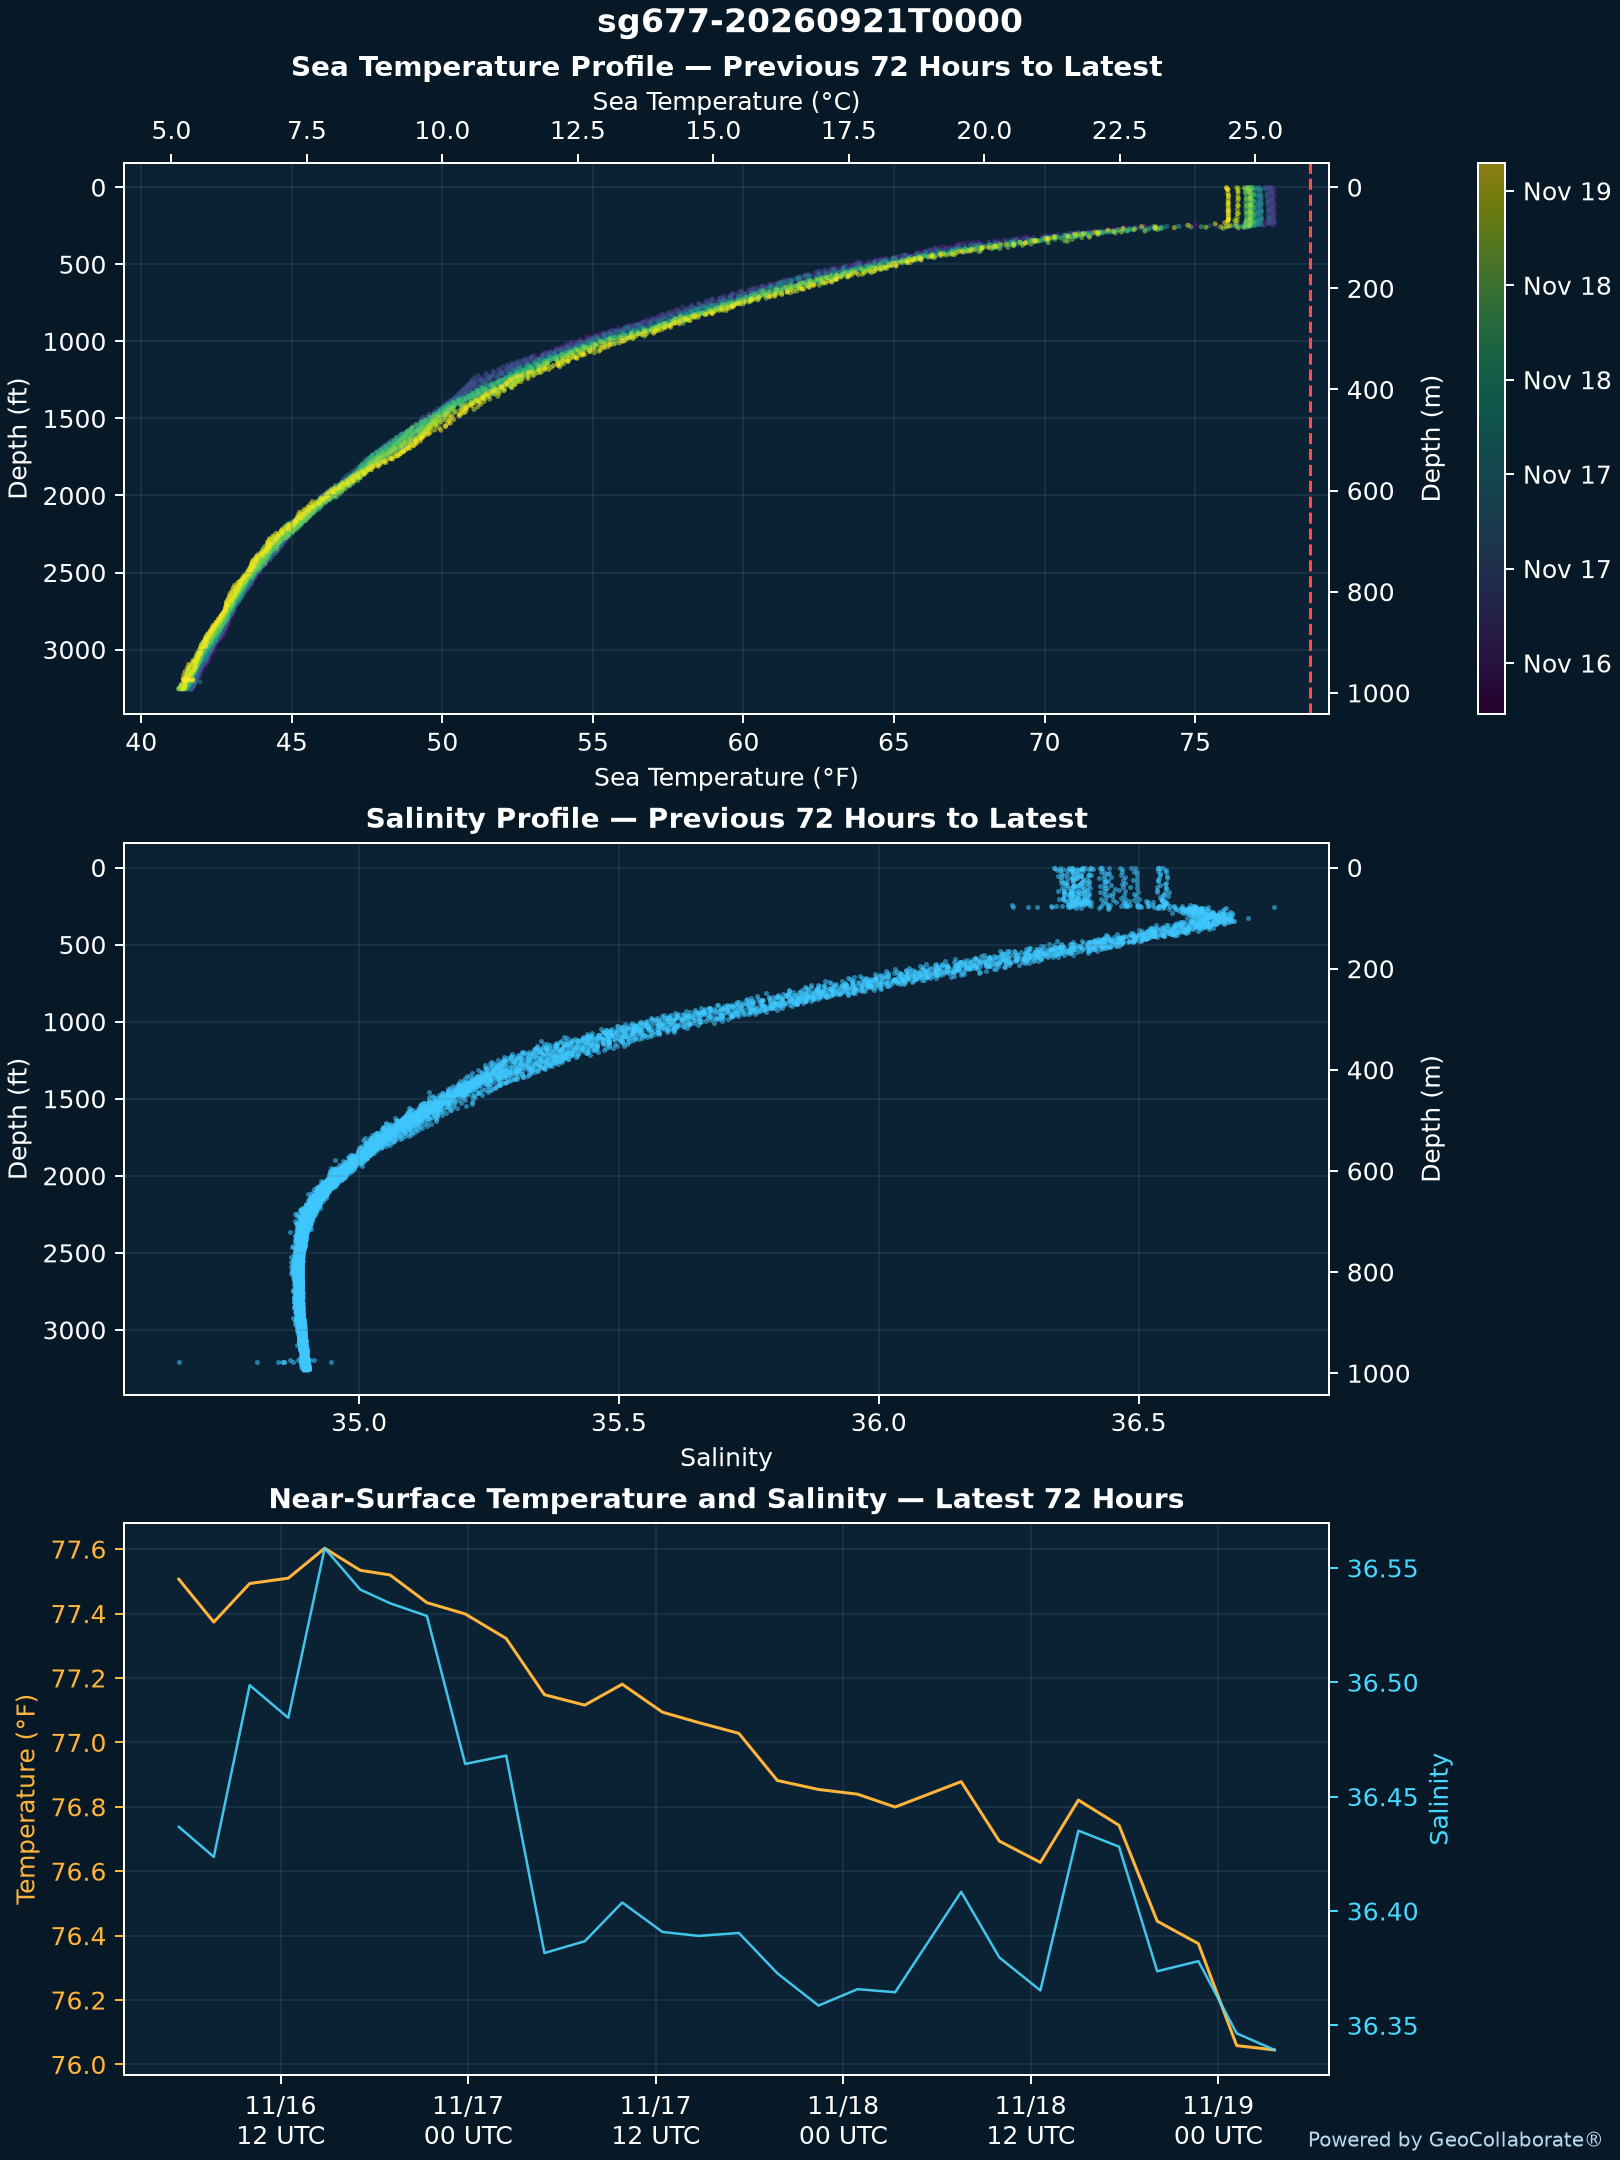 sg677-20260921T0000
Sea Temperature Profile — Previous 72 Hours to Latest
Sea Temperature (°C)
5.0 7.5 10.0 12.5 15.0 17.5 20.0 22.5 25.0
0
500
1000
1500
2000
2500
3000
Depth (ft)
0
200
400
600
800
1000
Depth (m)
Nov 19
Nov 18
Nov 18
Nov 17
Nov 17
Nov 16
40 45 50 55 60 65 70 75
Sea Temperature (°F)
Salinity Profile — Previous 72 Hours to Latest
0
500
1000
1500
2000
2500
3000
Depth (ft)
0
200
400
600
800
1000
Depth (m)
35.0 35.5 36.0 36.5
Salinity
Near-Surface Temperature and Salinity — Latest 72 Hours
77.6
77.4
77.2
77.0
76.8
76.6
76.4
76.2
76.0
Temperature (°F)
36.55
36.50
36.45
36.40
36.35
Salinity
11/16 11/17 11/17 11/18 11/18 11/19
12 UTC 00 UTC 12 UTC 00 UTC 12 UTC 00 UTC
Powered by GeoCollaborate®